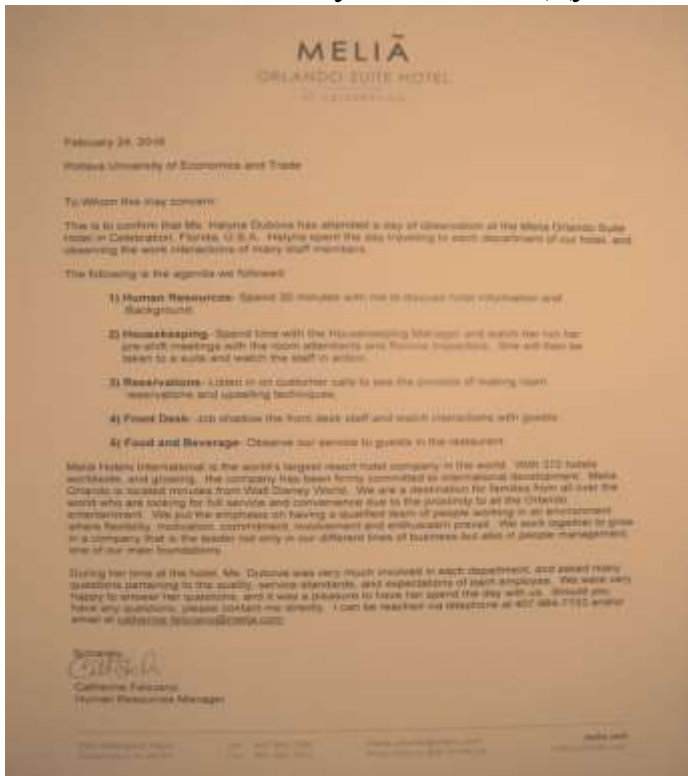 MELIÃ
ORLANDO SUITE HOTEL
AT CELEBRATION
February 24,
Poltava University of Economics and Trade
To Whom this may concern:
This is to confirm that Ms. Halyna Dubova has attended a day of observation at the Melia Orlando Suite
Hotel in Celebration, Florida, U.S.A. Halyna spent the day traveling to each department of our hotel, and
observing the work interactions of many staff members.
The following is the agenda we followed:
1) Human Resources- Spend 30 minutes with me to discuss hotel information and
Background.
2) Housekeeping- Spend time with the Housekeeping Manager and watch her run her
pre-shift meetings with the room attendants and Rooms Inspectors. She will then be
taken to a suite and watch the staff in action.
3) Reservations- Listen in on customer calls to see the process of making room
reservations and upselling techniques.
4) Front Desk- Job shadow the front desk staff and watch interactions with guests.
5) Food and Beverage- Observe our service to guests in the restaurant.
Melia Hotels International is the world's largest resort hotel company in the world. With 372 hotels
worldwide, and growing, the company has been firmly committed to international development. Melia
Orlando is located minutes from Walt Disney World. We are a destination for families from all over the
world who are looking for full service and convenience due to the proximity to all the Orlando
entertainment. We put the emphasis on having a qualified team of people working in an environment
where flexibility, motivation, commitment, involvement and enthusiasm prevail. We work together to grow
in a company that is the leader not only in our different lines of business but also in people management,
one of our main foundations.
During her time at the hotel, Ms. Dubova was very much involved in each department, and asked many
questions pertaining to the quality, service standards, and expectations of each employee. We were very
happy to answer her questions, and it was a pleasure to have her spend the day with us. Should you
have any questions, please contact me directly. I can be reached via telephone at 407 and/or
email at catherine.feliciano@melia.com
Sincerely,
Catherine Feliciano
Human Resources Manager
melia.com